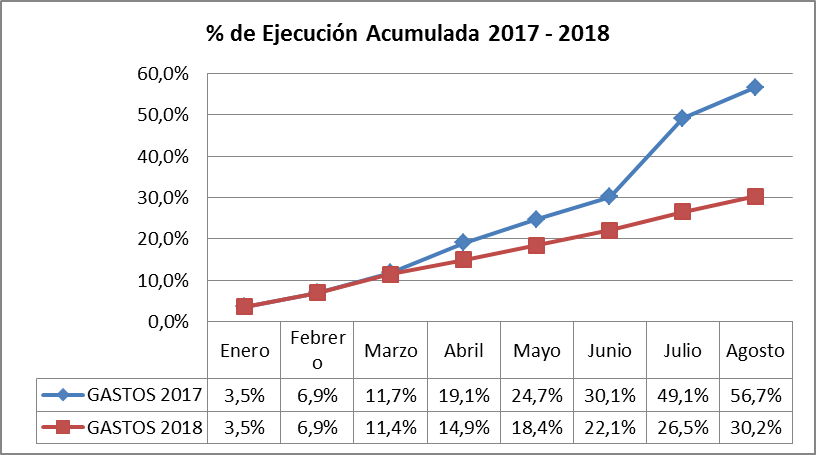 % de Ejecución Acumulada 2017 - 2018
60,0%
50,0%
40,0%
30,0%
20,0%
10,0%
0,0%
Enero Febrero Marzo Abril Mayo Junio Julio Agosto
GASTOS 2017 3,5% 6,9% 11,7% 19,1% 24,7% 30,1% 49,1% 56,7%
GASTOS 2018 3,5% 6,9% 11,4% 14,9% 18,4% 22,1% 26,5% 30,2%